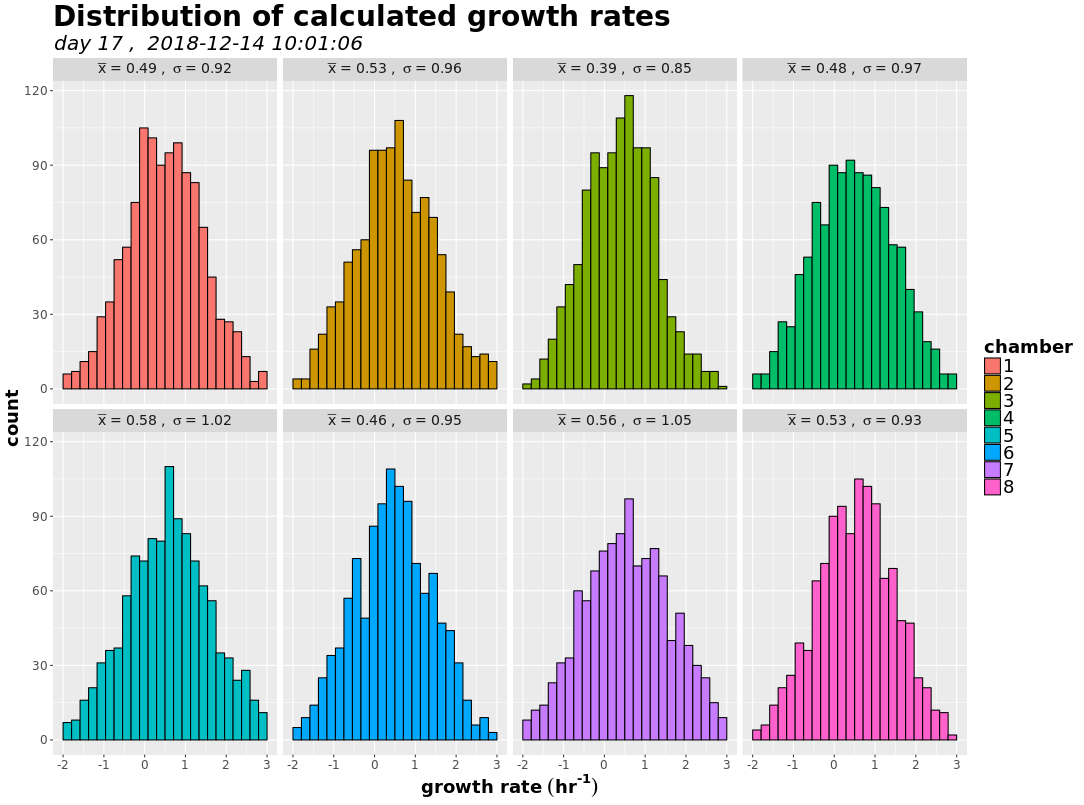 Distribution of calculated growth rates
day 17 ,  2018-12-14 10:01:06
x̅ = 0.49 ,  σ = 0.92
x̅ = 0.53 ,  σ = 0.96
x̅ = 0.39 ,  σ = 0.85
x̅ = 0.48 ,  σ = 0.97
120
90
60
30
0
x̅ = 0.58 ,  σ = 1.02
x̅ = 0.46 ,  σ = 0.95
x̅ = 0.56 ,  σ = 1.05
x̅ = 0.53 ,  σ = 0.93
120
90
60
30
0
-2 -1 0 1 2 3
-2 -1 0 1 2 3
-2 -1 0 1 2 3
-2 -1 0 1 2 3
count
growth rate (hr⁻¹)
chamber
1
2
3
4
5
6
7
8